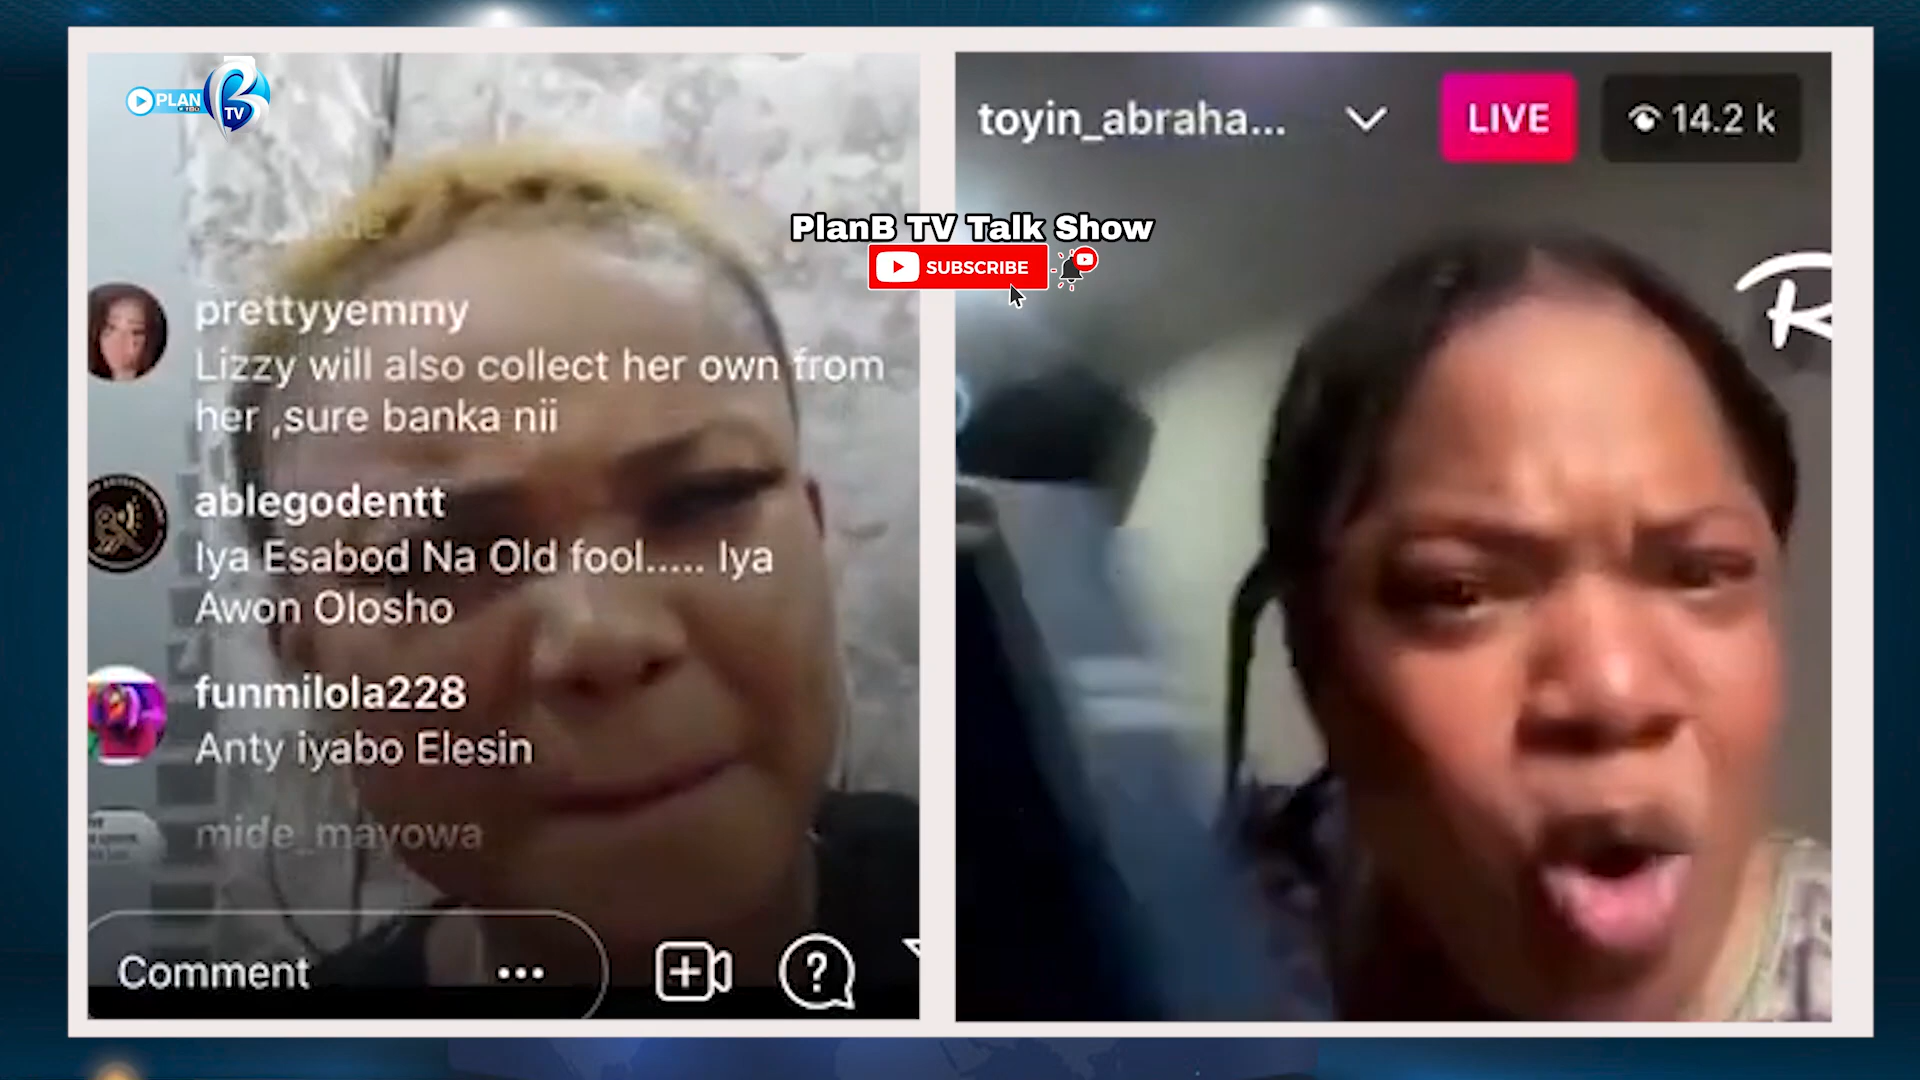 PLAN B TV
toyin_abraha...
LIVE
14.2 k
PlanB TV Talk Show
SUBSCRIBE
prettyyemmy
Lizzy will also collect her own from
her ,sure banka nii
ablegodentt
Iya Esabod Na Old fool..... Iya
Awon Olosho
funmilola228
Anty iyabo Elesin
mide_mayowa
Comment